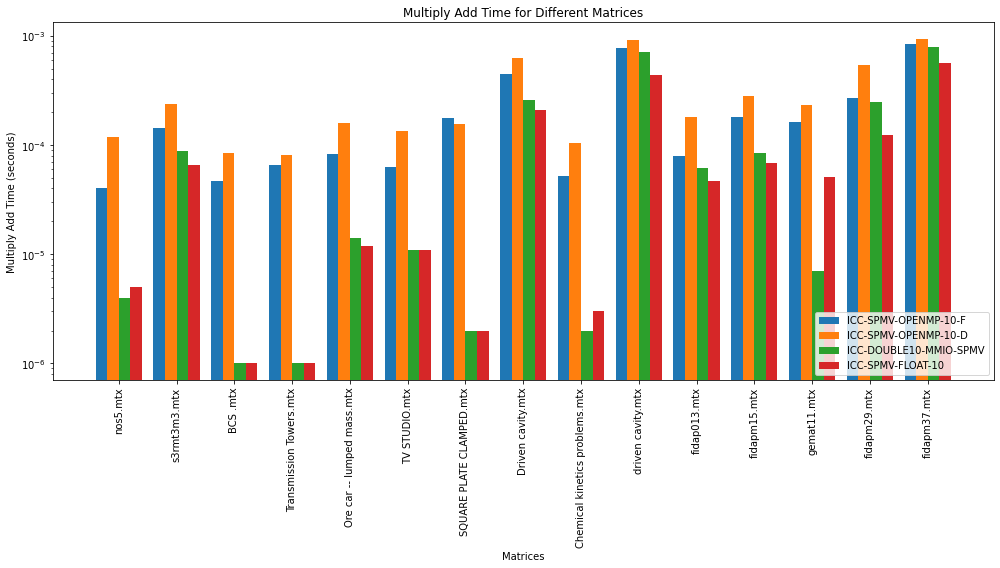 Multiply Add Time for Different Matrices
Multiply Add Time (seconds)
10⁻³
10⁻⁴
10⁻⁵
10⁻⁶
ICC-SPMV-OPENMP-10-F
ICC-SPMV-OPENMP-10-D
ICC-DOUBLE10-MMIO-SPMV
ICC-SPMV-FLOAT-10
nos5.mtx
s3rmt3m3.mtx
BCS .mtx
Transmission Towers.mtx
Ore car -- lumped mass.mtx
TV STUDIO.mtx
SQUARE PLATE CLAMPED.mtx
Driven cavity.mtx
Chemical kinetics problems.mtx
driven cavity.mtx
fidap013.mtx
fidapm15.mtx
gemat11.mtx
fidapm29.mtx
fidapm37.mtx
Matrices